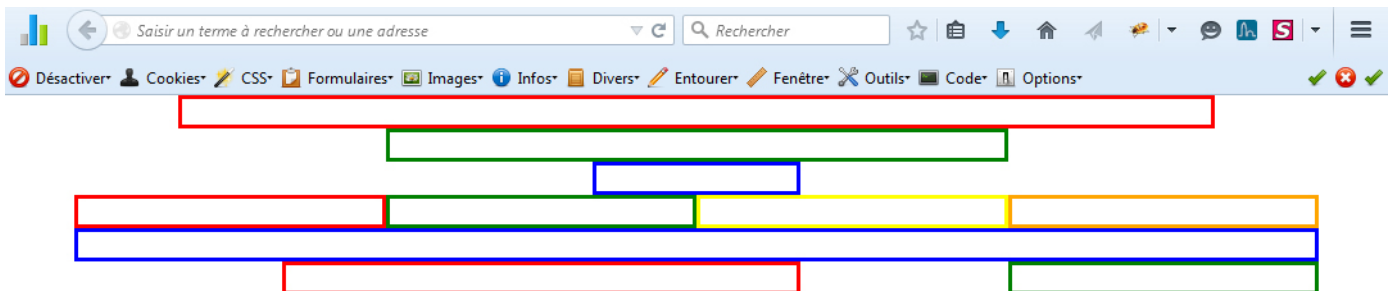 Saisir un terme à rechercher ou une adresse Rechercher S
Désactiver Cookies CSS Formulaires Images Infos Divers Entourer Fenêtre Outils Code Options